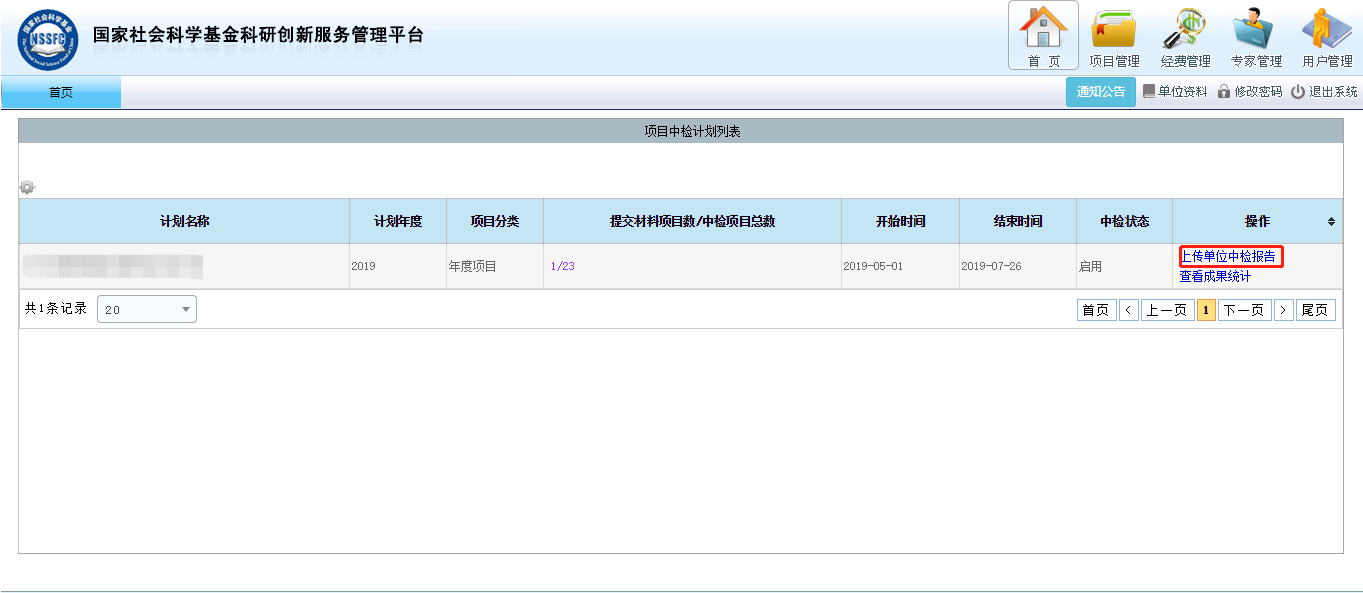 NSSFC
国家社会科学基金科研创新服务管理平台
首 页 项目管理 经费管理 专家管理 用户管理
首页
通知公告 单位资料 修改密码 退出系统
项目中检计划列表
计划名称 计划年度 项目分类 提交材料项目数/中检项目总数 开始时间 结束时间 中检状态 操作
2019 年度项目 1/23 2019-05-01 2019-07-26 启用 上传单位中检报告
查看成果统计
共1条记录 20 首页 < 上一页 1 下一页 > 尾页